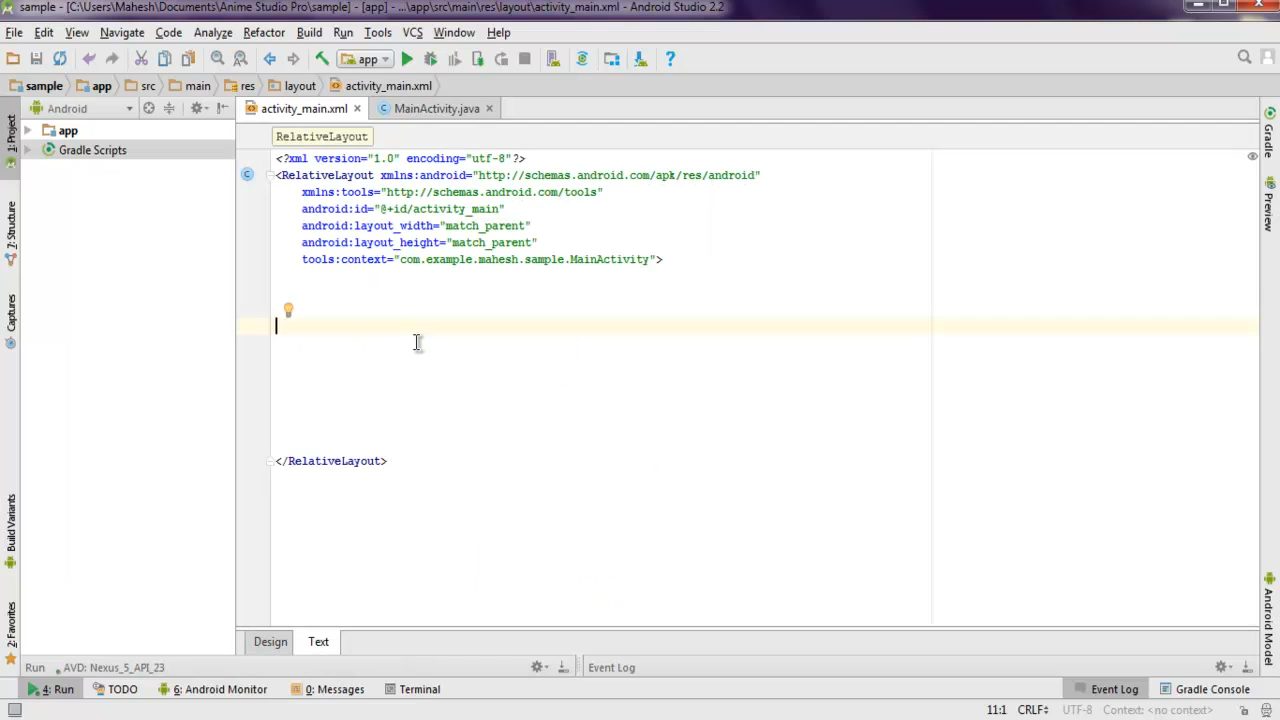 sample - [C:\Users\Mahesh\Documents\Anime Studio Pro\sample] - [app] - ...\app\src\main\res\layout\activity_main.xml - Android Studio 2.2
File Edit View Navigate Code Analyze Refactor Build Run Tools VCS Window Help
app
sample app src main res layout activity_main.xml
Android activity_main.xml MainActivity.java
1: Project
7: Structure
Captures
Build Variants
2: Favorites
app
Gradle Scripts
RelativeLayout
<?xml version="1.0" encoding="utf-8"?>
<RelativeLayout xmlns:android="http://schemas.android.com/apk/res/android"
xmlns:tools="http://schemas.android.com/tools"
android:id="@+id/activity_main"
android:layout_width="match_parent"
android:layout_height="match_parent"
tools:context="com.example.mahesh.sample.MainActivity">
</RelativeLayout>
Gradle
Preview
Android Model
Design Text
Run AVD: Nexus_5_API_23 Event Log
4: Run TODO 6: Android Monitor 0: Messages Terminal Event Log Gradle Console
11:1 CRLF UTF-8 Context: <no context>